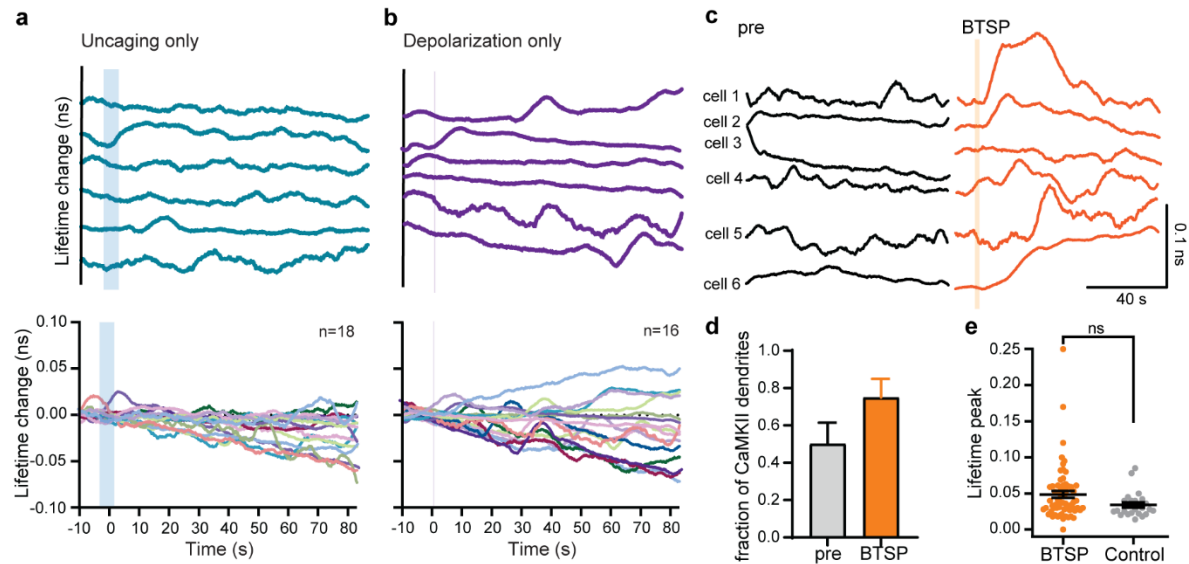 a
Uncaging only
Lifetime change (ns)
b
Depolarization only
c
pre
BTSP
cell 1
cell 2
cell 3
cell 4
cell 5
cell 6
0.1 ns
40 s
Lifetime change (ns)
0.10
0.05
0.00
-0.05
-0.10
n=18
-10 0 10 20 30 40 50 60 70 80
Time (s)
n=16
-10 0 10 20 30 40 50 60 70 80
Time (s)
d
fraction of CaMKII dendrites
1.0
0.8
0.6
0.4
0.2
0.0
pre BTSP
e
ns
Lifetime peak
0.25
0.20
0.15
0.10
0.05
0.00
BTSP Control